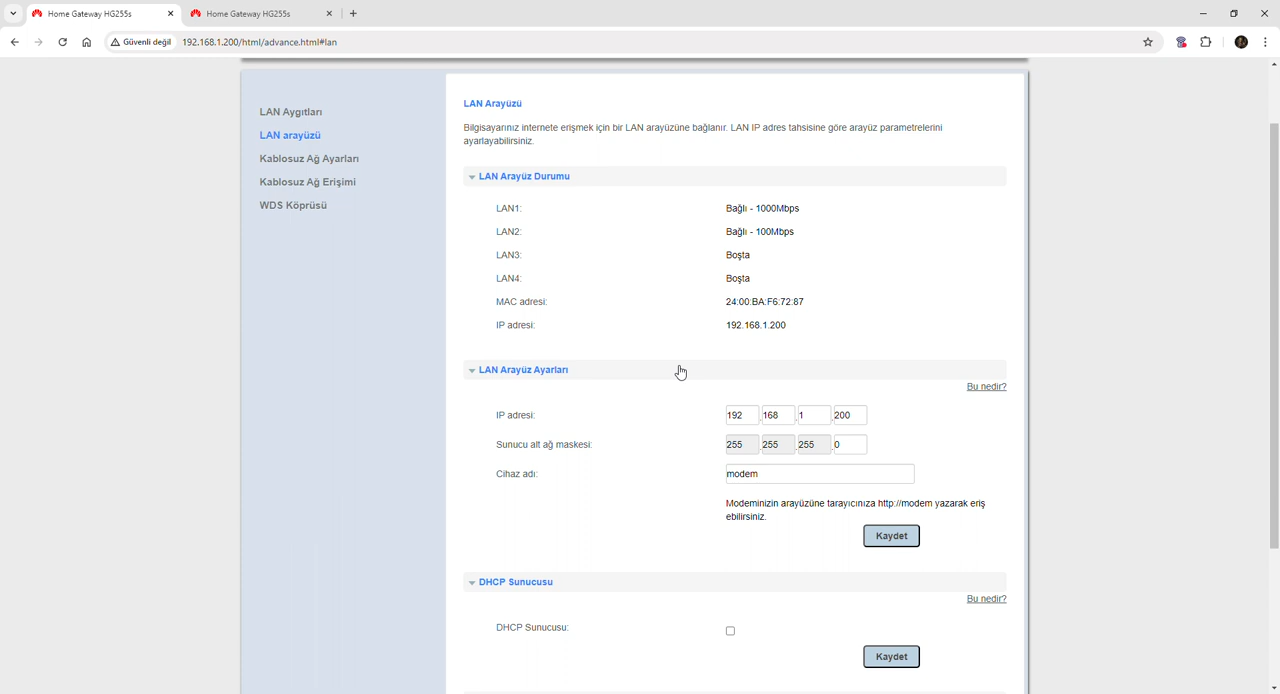 Home Gateway HG255s
Home Gateway HG255s
Güvenli değil
192.168.1.200/html/advance.html#lan
LAN Aygıtları
LAN arayüzü
Kablosuz Ağ Ayarları
Kablosuz Ağ Erişimi
WDS Köprüsü
LAN Arayüzü
Bilgisayarınız internete erişmek için bir LAN arayüzüne bağlanır. LAN IP adres tahsisine göre arayüz parametrelerini
ayarlayabilirsiniz.
LAN Arayüz Durumu
LAN1: Bağlı - 1000Mbps
LAN2: Bağlı - 100Mbps
LAN3: Boşta
LAN4: Boşta
MAC adresi: 24:00:BA:F6:72:87
IP adresi: 192.168.1.200
LAN Arayüz Ayarları
Bu nedir?
IP adresi: 192 . 168 . 1 . 200
Sunucu alt ağ maskesi: 255 . 255 . 255 . 0
Cihaz adı: modem
Modeminizin arayüzüne tarayıcınıza http://modem yazarak eriş
ebilirsiniz.
Kaydet
DHCP Sunucusu
Bu nedir?
DHCP Sunucusu:
Kaydet